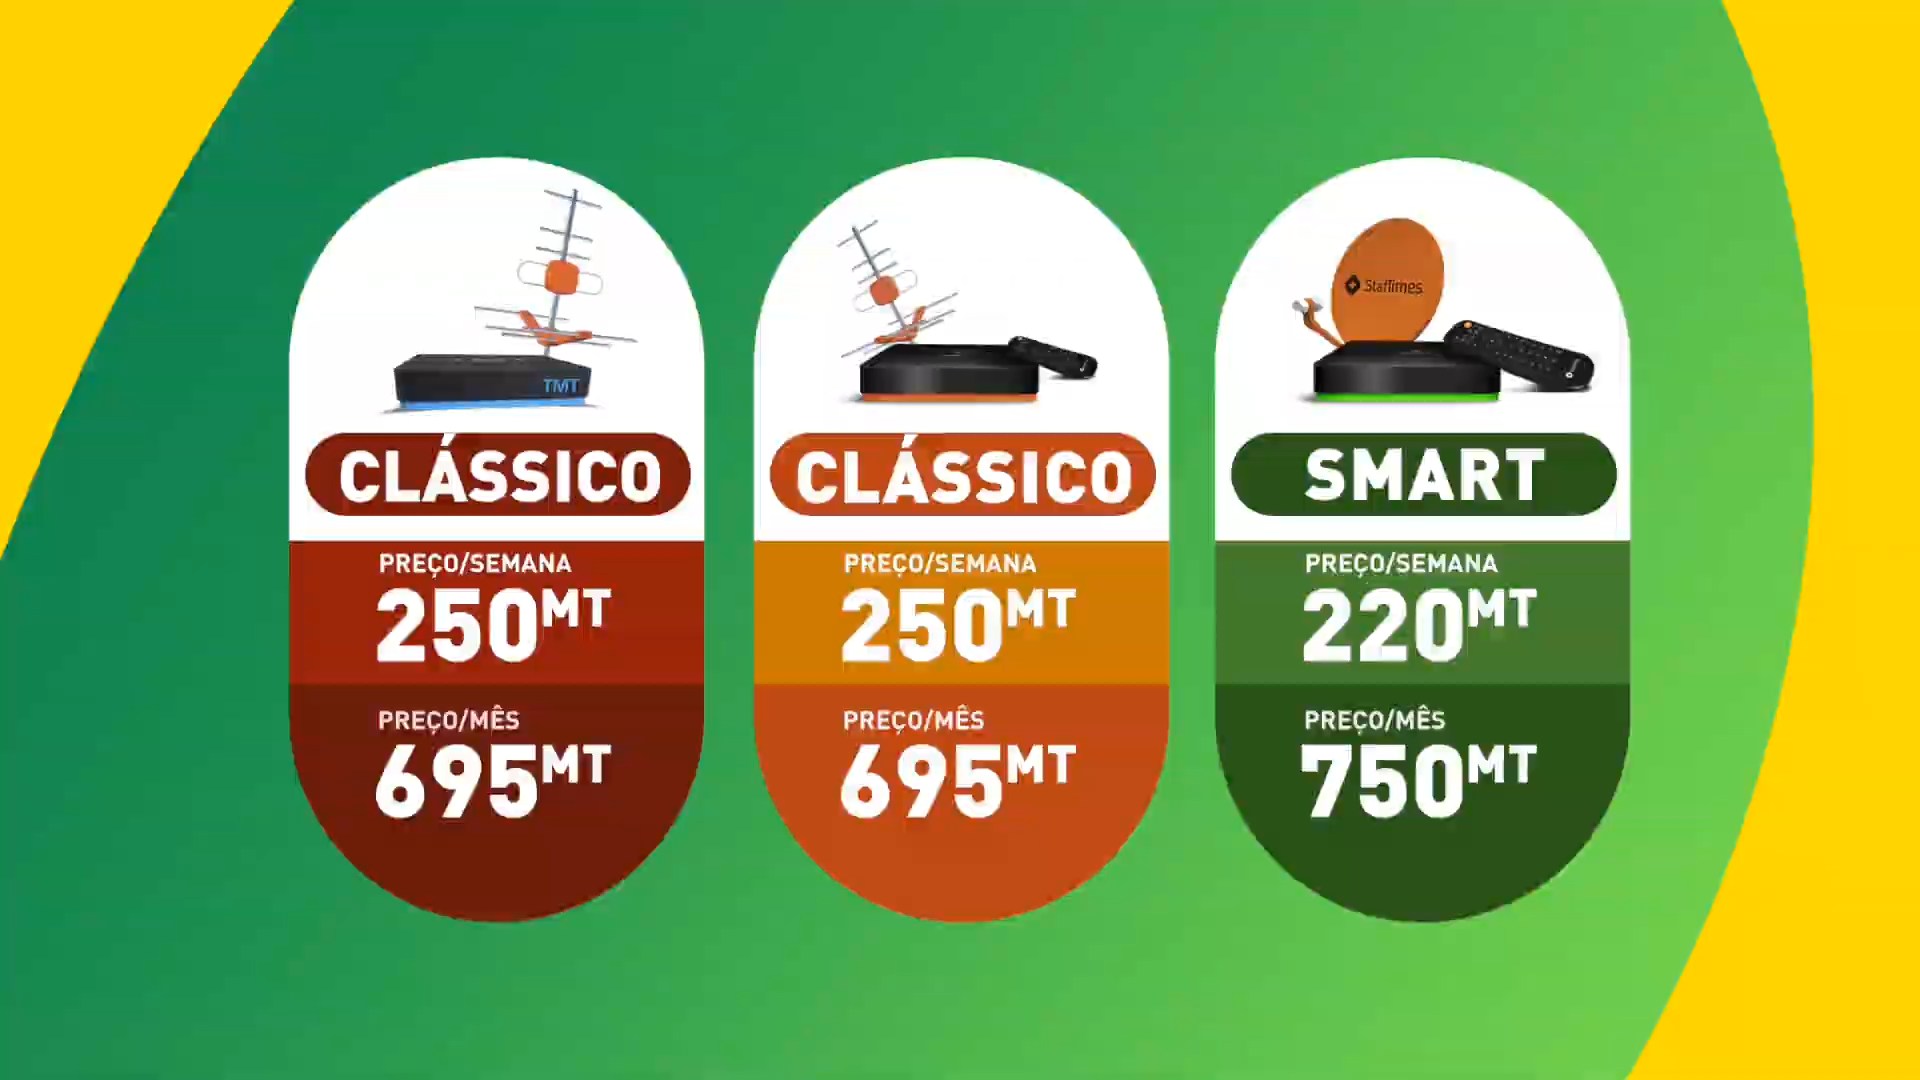 TMT
CLÁSSICO
PREÇO/SEMANA
250MT
PREÇO/MÊS
695MT
CLÁSSICO
PREÇO/SEMANA
250MT
PREÇO/MÊS
695MT
StarTimes
SMART
PREÇO/SEMANA
220MT
PREÇO/MÊS
750MT